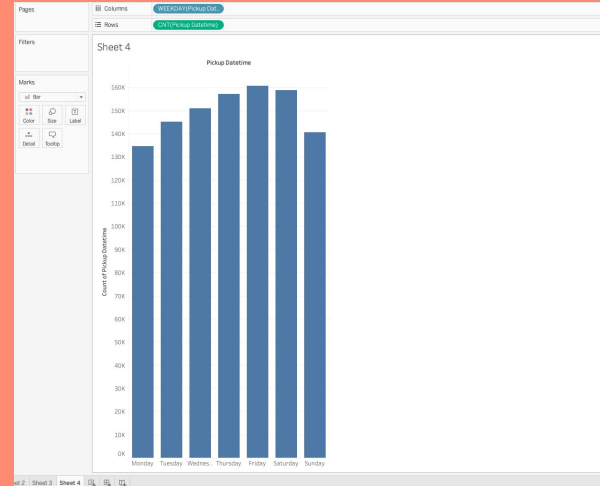 Pages
Columns
WEEKDAY(Pickup Dat..
Rows
CNT(Pickup Datetime)
Filters
Marks
Bar
Color Size Label
Detail Tooltip
Sheet 4
Pickup Datetime
160K
150K
140K
130K
120K
110K
100K
90K
80K
70K
60K
50K
40K
30K
20K
10K
0K
Count of Pickup Datetime
Monday Tuesday Wednes.. Thursday Friday Saturday Sunday
et 2 Sheet 3 Sheet 4